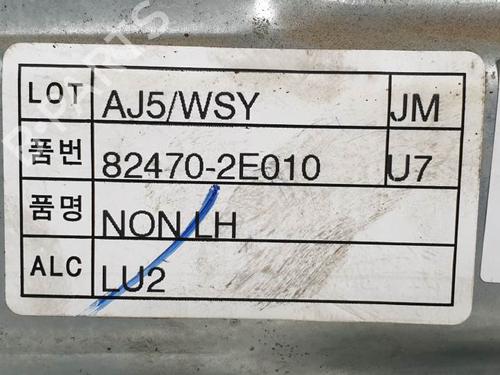 LOT AJ5/WSY JM
품번 82470-2E010 U7
품명 NON LH
ALC LU2